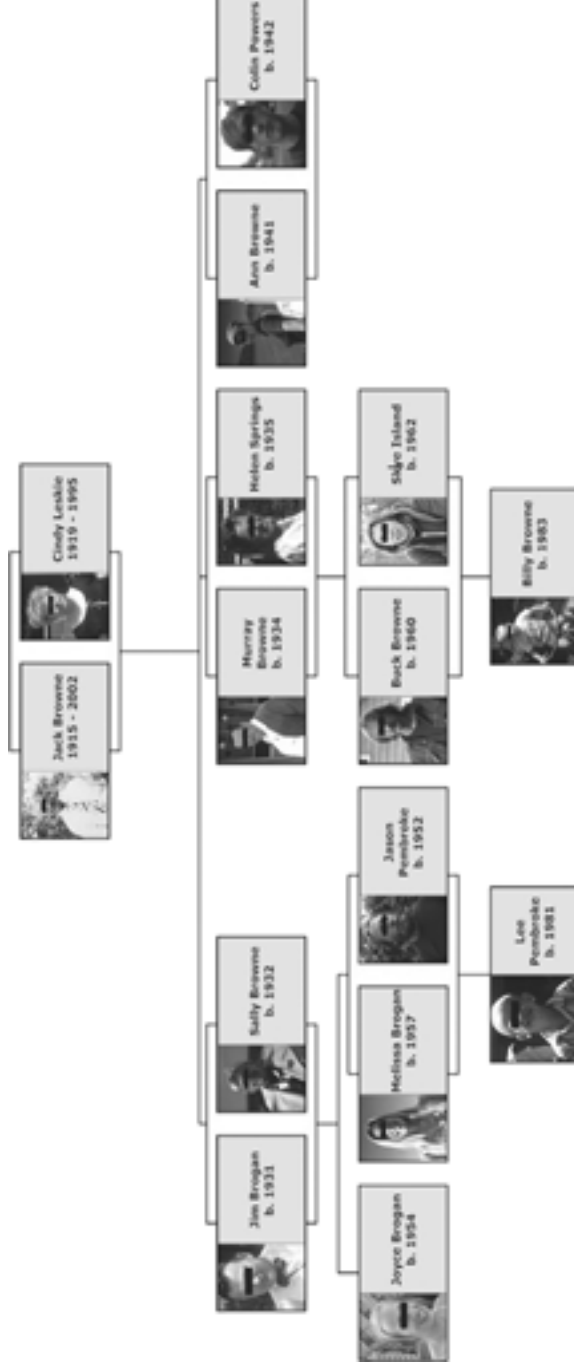 Jack Browne
1915 - 2002
Cindy Leskie
1919 - 1995
Jim Brogan
b. 1931
Sally Browne
b. 1932
Murray
Browne
b. 1934
Helen Springs
b. 1935
Ann Browne
b. 1941
Colin Powers
b. 1942
Joyce Brogan
b. 1954
Melissa Brogan
b. 1957
Jason
Pembroke
b. 1952
Buck Browne
b. 1960
Island
b. 1962
Lee
Pembroke
b. 1981
Billy Browne
b. 1983